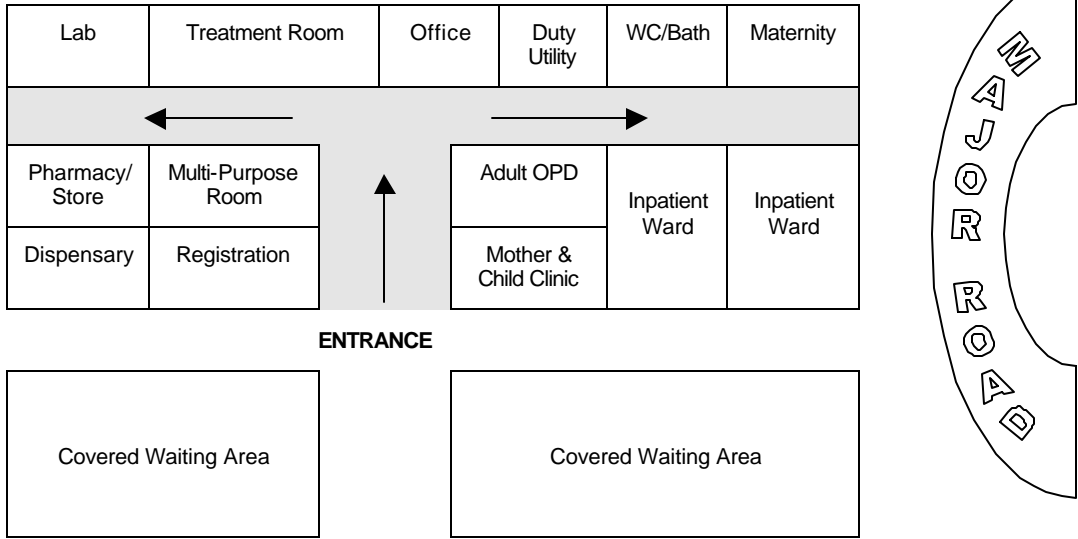 Lab
Treatment Room
Office
Duty
Utility
WC/Bath
Maternity
Pharmacy/
Store
Multi-Purpose
Room
Adult OPD
Inpatient
Ward
Inpatient
Ward
Dispensary
Registration
Mother &
Child Clinic
ENTRANCE
Covered Waiting Area
Covered Waiting Area
MAJOR ROAD